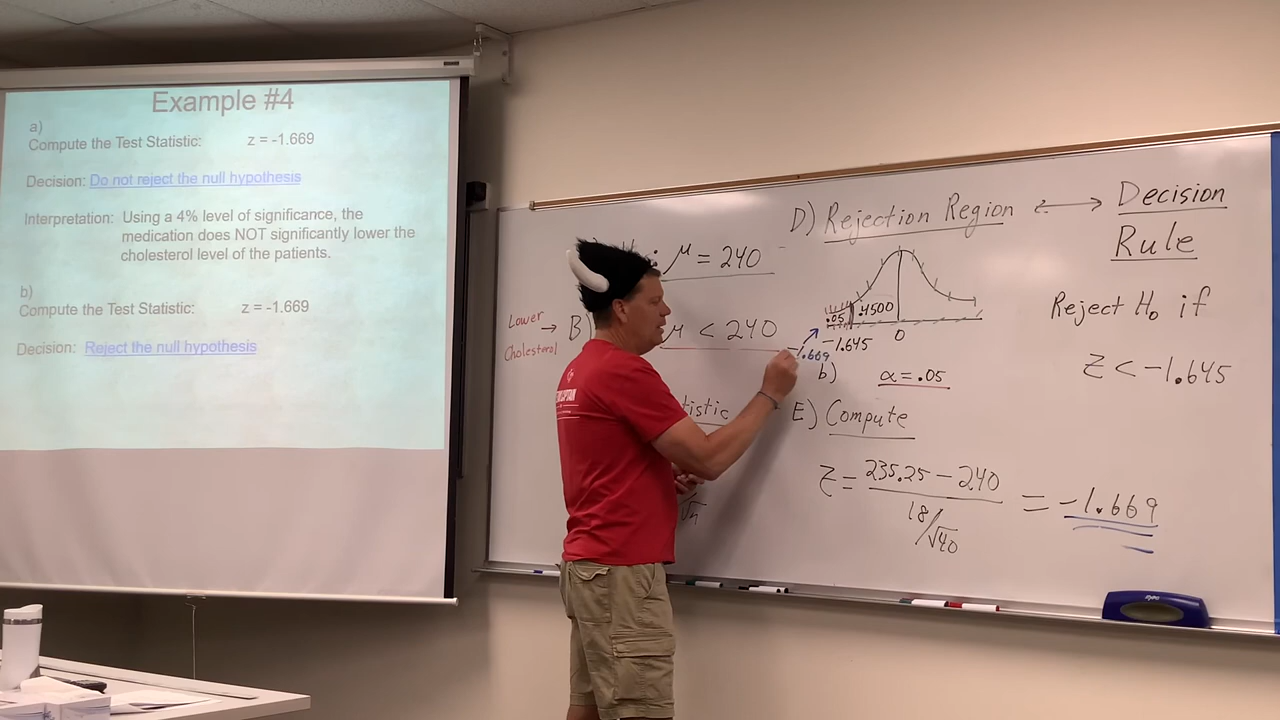 Example #4
a)
Compute the Test Statistic: z = -1.669
Decision: Do not reject the null hypothesis
Interpretation: Using a 4% level of significance, the
medication does NOT significantly lower the
cholesterol level of the patients.
b)
Compute the Test Statistic: z = -1.669
Decision: Reject the null hypothesis
: μ = 240
Lower
Cholesterol
→ B)
μ < 240
tistic
D) Rejection Region ↔ Decision
Rule
.05 .4500
-1.645 0
-1.669
b) α = .05
Reject H₀ if
Z < -1.645
E) Compute
Z = 235.25 - 240 / 18/√40 = -1.669
EXPO